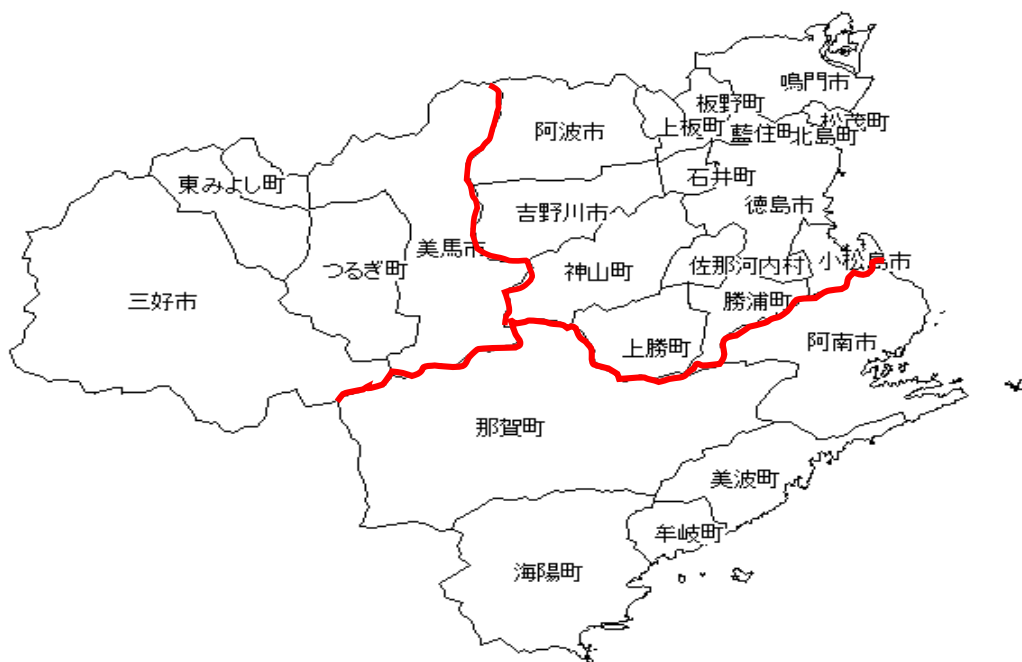 鳴門市
板野町
松茂町
阿波市
上板町
藍住町
北島町
石井町
東みよし町
吉野川市
徳島市
美馬市
つるぎ町
神山町
佐那河内村
小松島市
三好市
勝浦町
上勝町
阿南市
那賀町
美波町
牟岐町
海陽町